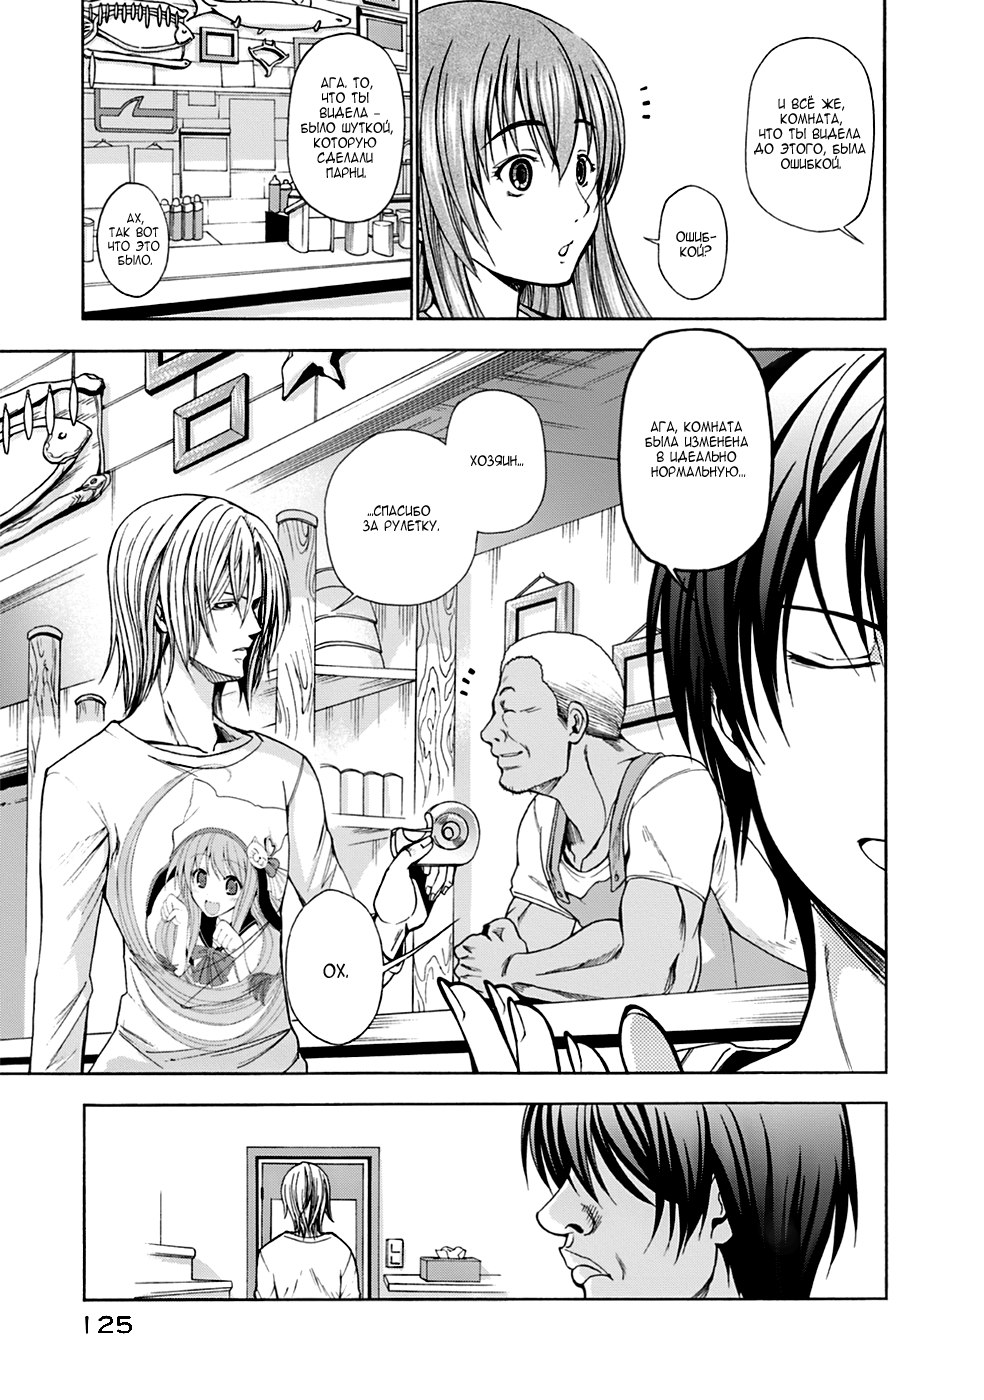 И ВСЁ ЖЕ,
КОМНАТА,
ЧТО ТЫ ВИДЕЛА
ДО ЭТОГО, БЫЛА
ОШИБКОЙ.
ОШИБ-
КОЙ?
АГА. ТО,
ЧТО ТЫ
ВИДЕЛА –
БЫЛО ШУТКОЙ,
КОТОРУЮ
СДЕЛАЛИ
ПАРНИ.
АХ,
ТАК ВОТ
ЧТО ЭТО
БЫЛО.
АГА, КОМНАТА
БЫЛА ИЗМЕНЕНА
В ИДЕАЛЬНО
НОРМАЛЬНУЮ...
ХОЗЯИН...
...СПАСИБО
ЗА РУЛЕТКУ.
ОХ.
125